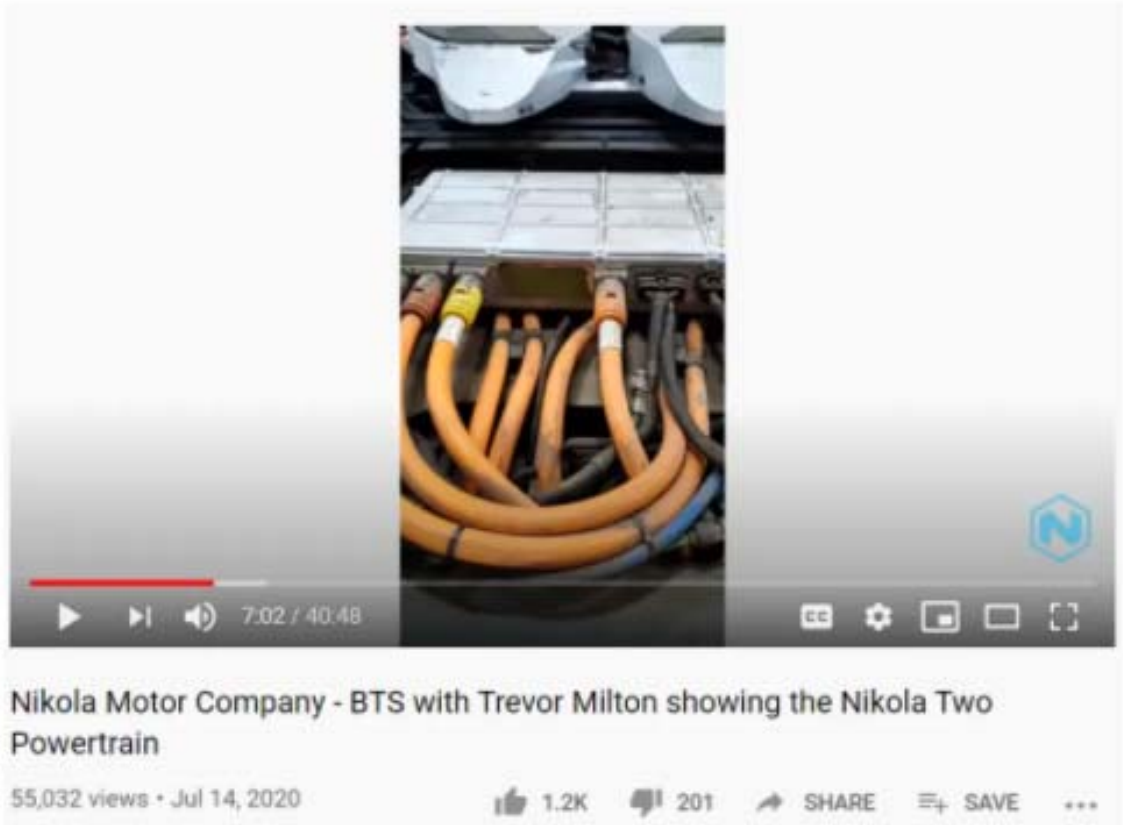 7:02 / 40:48
CC
Nikola Motor Company - BTS with Trevor Milton showing the Nikola Two
Powertrain
55,032 views • Jul 14, 2020
1.2K
201
SHARE
SAVE